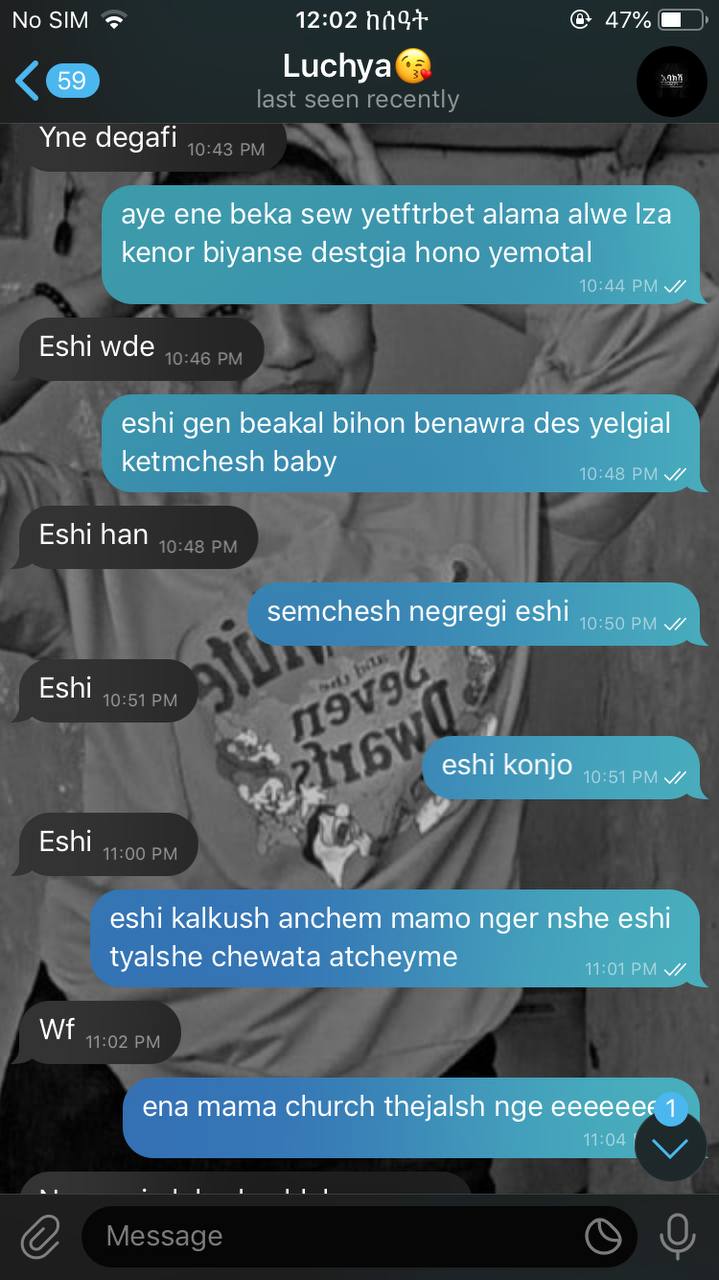 No SIM 12:02 ከሰዓት 47%
59 Luchya😘
last seen recently
Yne degafi 10:43 PM
aye ene beka sew yetftrbet alama alwe lza
kenor biyanse destgia hono yemotal
10:44 PM
Eshi wde 10:46 PM
eshi gen beakal bihon benawra des yelgial
ketmchesh baby
10:48 PM
Eshi han 10:48 PM
semchesh negregi eshi 10:50 PM
Eshi 10:51 PM
Seven
Dwarfs
eshi konjo 10:51 PM
Eshi 11:00 PM
eshi kalkush anchem mamo nger nshe eshi
tyalshe chewata atcheyme
11:01 PM
Wf 11:02 PM
ena mama church thejalsh nge eeeeeee
1
11:04
Message